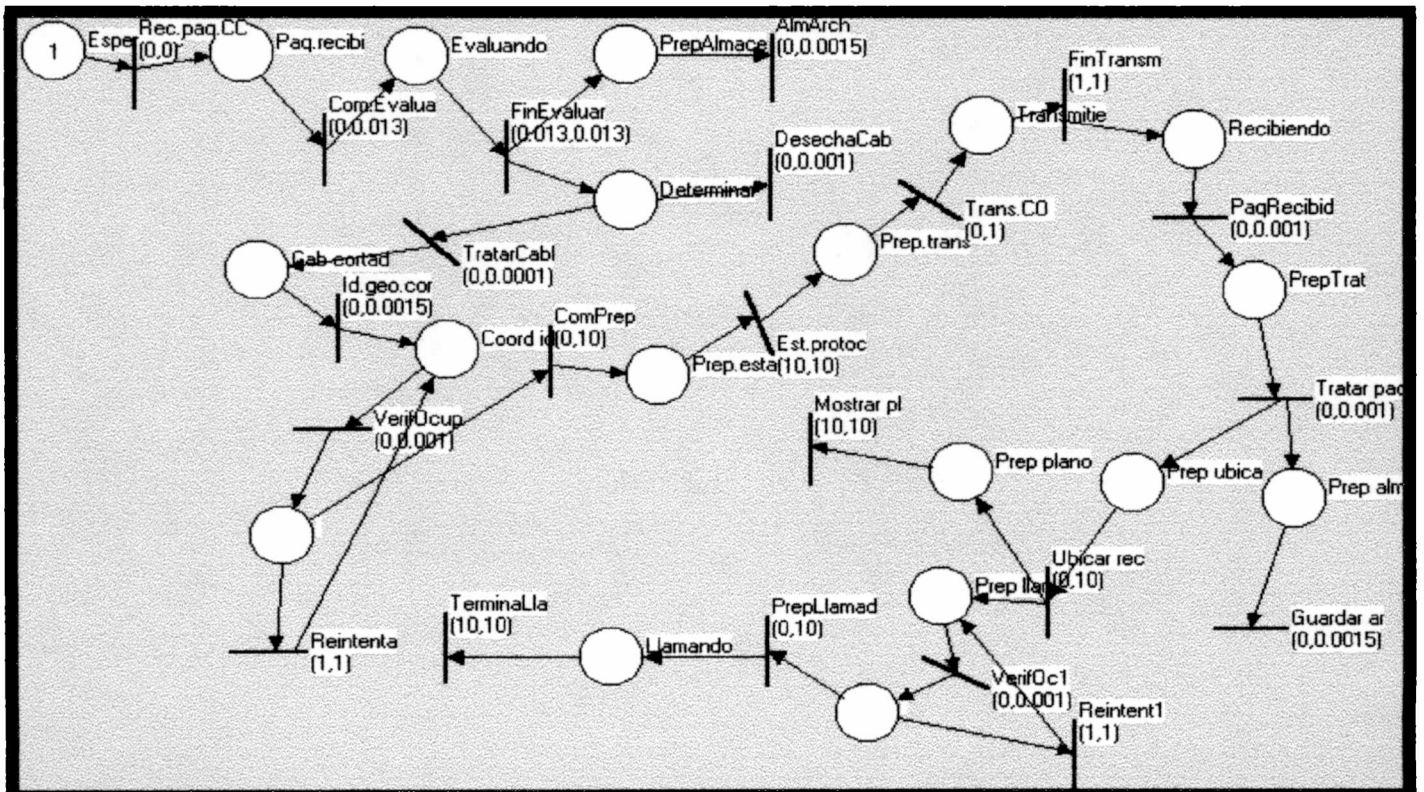 1
Esper
Rec.paq.CC
(0,0)
Paq.recibi
Evaluando
PrepAlmace
AlmArch
(0,0.0015)
FinTransm
(1,1)
Com.Evalua
(0,0.013)
FinEvaluar
(0.013,0.013)
Transmitie
Recibiendo
DesechaCab
(0,0.001)
Determinar
Trans.CO
(0,1)
PaqRecibid
(0,0.001)
Prep.trans
Cab cortad
TratarCabl
(0,0.0001)
Id.geo.cor
(0,0.0015)
PrepTrat
Coord id
ComPrep
(0,10)
Est.protoc
(10,10)
Prep.esta
Tratar paq
(0,0.001)
Mostrar pl
(10,10)
VerifOcup
(0,0.001)
Prep plano
Prep ubica
Prep alm
Ubicar rec
(0,10)
Prep llam
TerminaLla
(10,10)
PrepLlamad
(0,10)
Guardar ar
(0,0.0015)
Reintenta
(1,1)
Llamando
VerifOc1
(0,0.001)
Reintent1
(1,1)